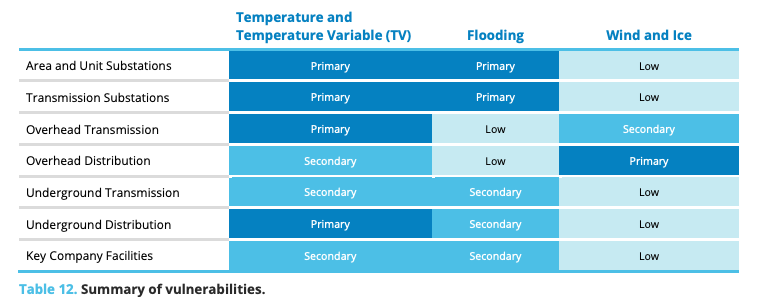 Temperature and
Temperature Variable (TV) Flooding Wind and Ice
Area and Unit Substations Primary Primary Low
Transmission Substations Primary Primary Low
Overhead Transmission Primary Low Secondary
Overhead Distribution Secondary Low Primary
Underground Transmission Secondary Secondary Low
Underground Distribution Primary Secondary Low
Key Company Facilities Secondary Secondary Low
Table 12. Summary of vulnerabilities.